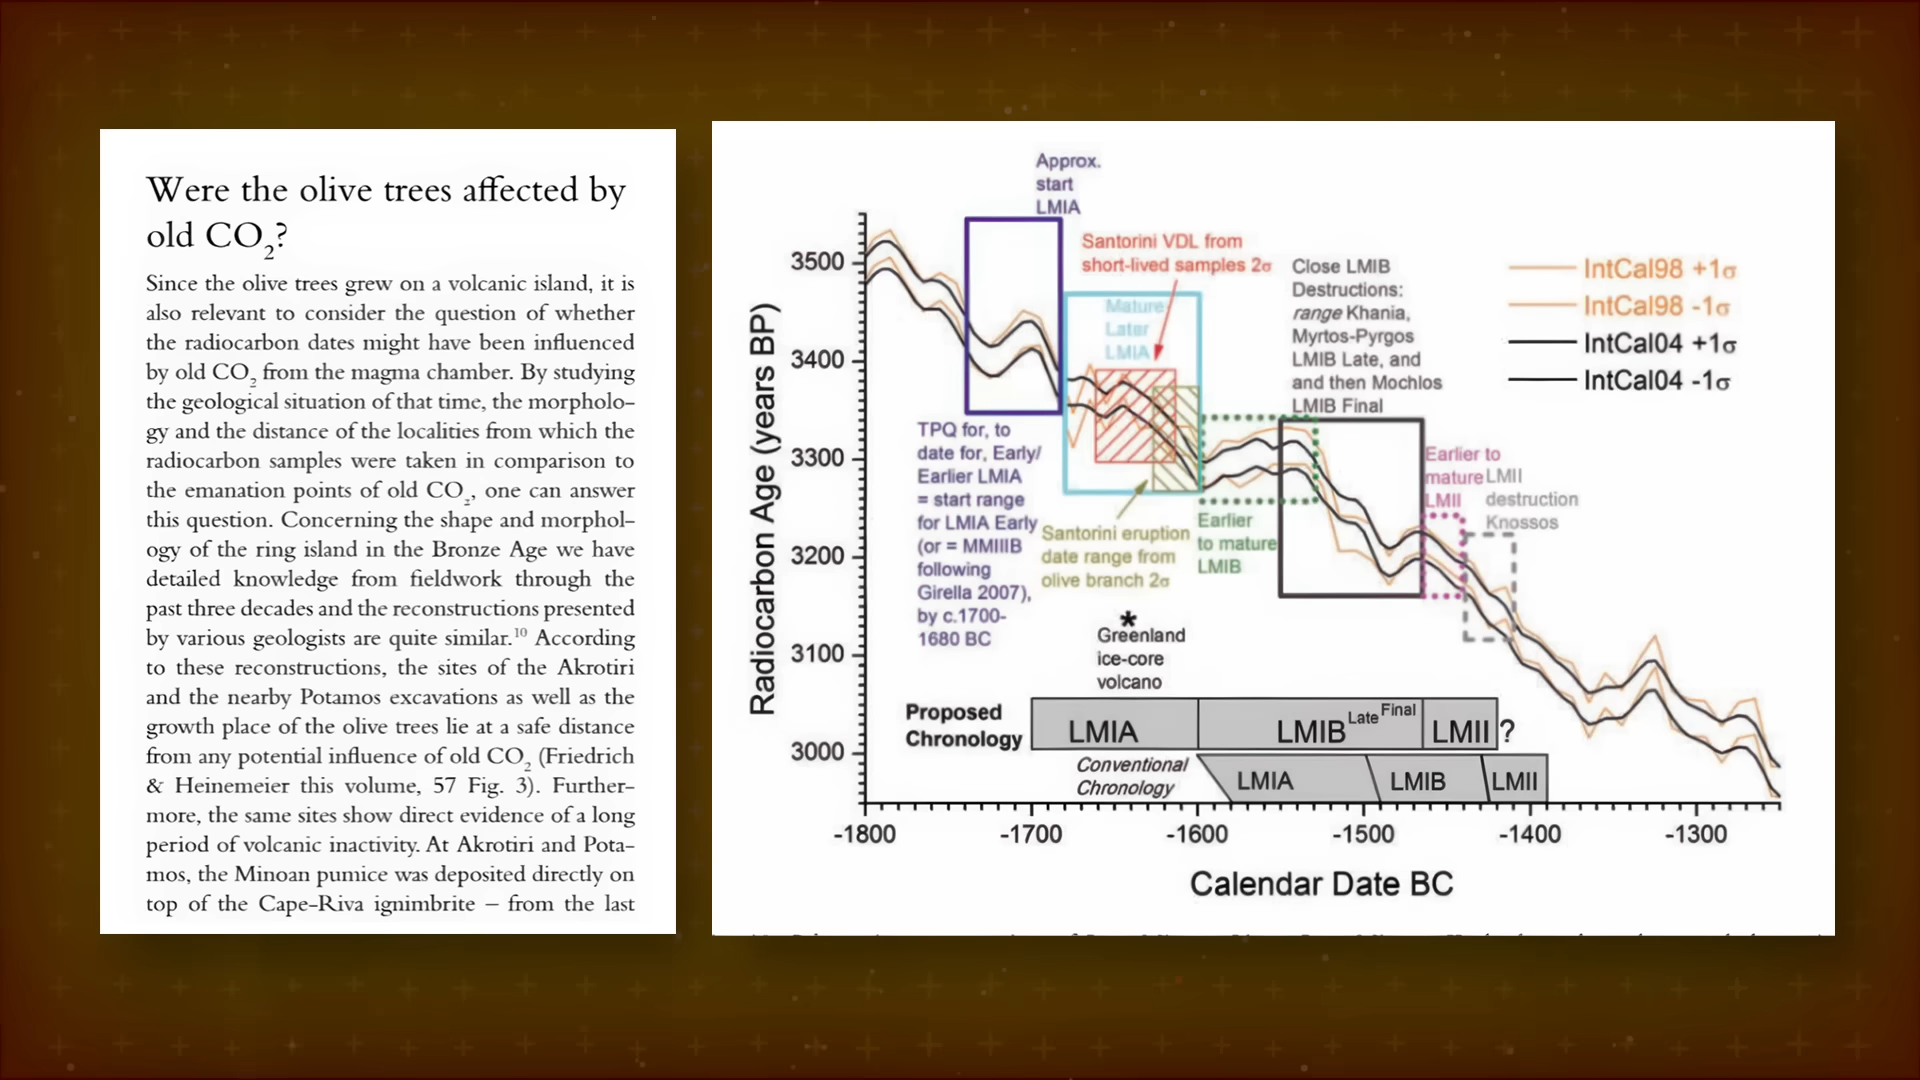 Were the olive trees affected by
old CO₂?
Since the olive trees grew on a volcanic island, it is
also relevant to consider the question of whether
the radiocarbon dates might have been influenced
by old CO₂ from the magma chamber. By studying
the geological situation of that time, the morpholo-
gy and the distance of the localities from which the
radiocarbon samples were taken in comparison to
the emanation points of old CO₂, one can answer
this question. Concerning the shape and morphol-
ogy of the ring island in the Bronze Age we have
detailed knowledge from fieldwork through the
past three decades and the reconstructions presented
by various geologists are quite similar.¹⁰ According
to these reconstructions, the sites of the Akrotiri
and the nearby Potamos excavations as well as the
growth place of the olive trees lie at a safe distance
from any potential influence of old CO₂ (Friedrich
& Heinemeier this volume, 57 Fig. 3). Further-
more, the same sites show direct evidence of a long
period of volcanic inactivity. At Akrotiri and Pota-
mos, the Minoan pumice was deposited directly on
top of the Cape-Riva ignimbrite – from the last
Approx.
start
LMIA
Santorini VDL from
short-lived samples 2σ
Mature
Later
LMIA
Close LMIB
Destructions:
range Khania,
Myrtos-Pyrgos
LMIB Late, and
and then Mochlos
LMIB Final
IntCal98 +1σ
IntCal98 -1σ
IntCal04 +1σ
IntCal04 -1σ
Radiocarbon Age (years BP)
3500
3400
3300
3200
3100
3000
TPQ for, to
date for, Early/
Earlier LMIA
= start range
for LMIA Early
(or = MMIIIB
following
Girella 2007),
by c.1700-
1680 BC
Santorini eruption
date range from
olive branch 2σ
Earlier
to mature
LMIB
Earlier to
mature
LMII
LMII
destruction
Knossos
*
Greenland
ice-core
volcano
Proposed
Chronology
LMIA
LMIB Late Final
LMII
?
Conventional
Chronology
LMIA
LMIB
LMII
-1800 -1700 -1600 -1500 -1400 -1300
Calendar Date BC